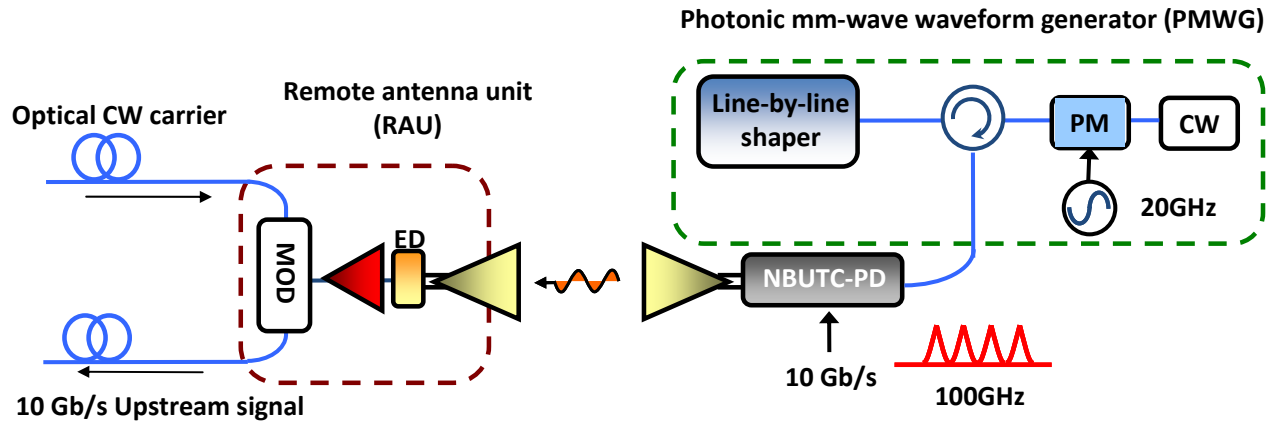 Photonic mm-wave waveform generator (PMWG)
Line-by-line
shaper
PM
CW
20GHz
Remote antenna unit
(RAU)
Optical CW carrier
MOD
ED
NBUTC-PD
10 Gb/s
100GHz
10 Gb/s Upstream signal